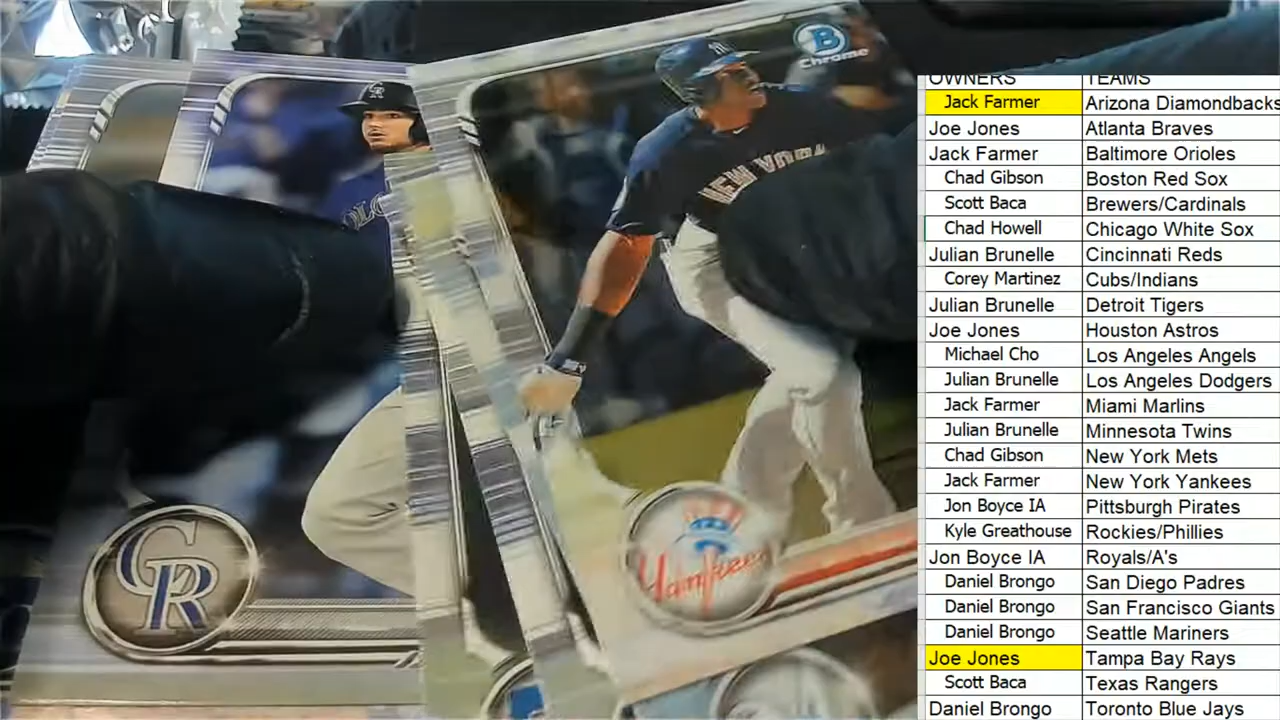 B
Chrome
NEW YORK
CR
CR
Yankees
OWNERS TEAMS
Jack Farmer Arizona Diamondbacks
Joe Jones Atlanta Braves
Jack Farmer Baltimore Orioles
Chad Gibson Boston Red Sox
Scott Baca Brewers/Cardinals
Chad Howell Chicago White Sox
Julian Brunelle Cincinnati Reds
Corey Martinez Cubs/Indians
Julian Brunelle Detroit Tigers
Joe Jones Houston Astros
Michael Cho Los Angeles Angels
Julian Brunelle Los Angeles Dodgers
Jack Farmer Miami Marlins
Julian Brunelle Minnesota Twins
Chad Gibson New York Mets
Jack Farmer New York Yankees
Jon Boyce IA Pittsburgh Pirates
Kyle Greathouse Rockies/Phillies
Jon Boyce IA Royals/A's
Daniel Brongo San Diego Padres
Daniel Brongo San Francisco Giants
Daniel Brongo Seattle Mariners
Joe Jones Tampa Bay Rays
Scott Baca Texas Rangers
Daniel Brongo Toronto Blue Jays